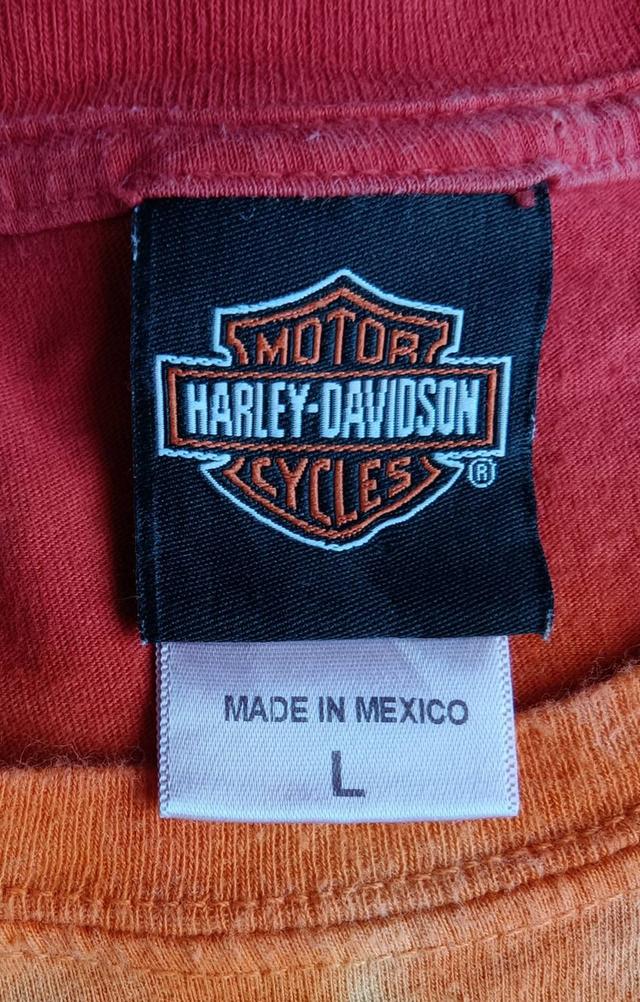 MOTOR
HARLEY-DAVIDSON
CYCLES
®
MADE IN MEXICO
L